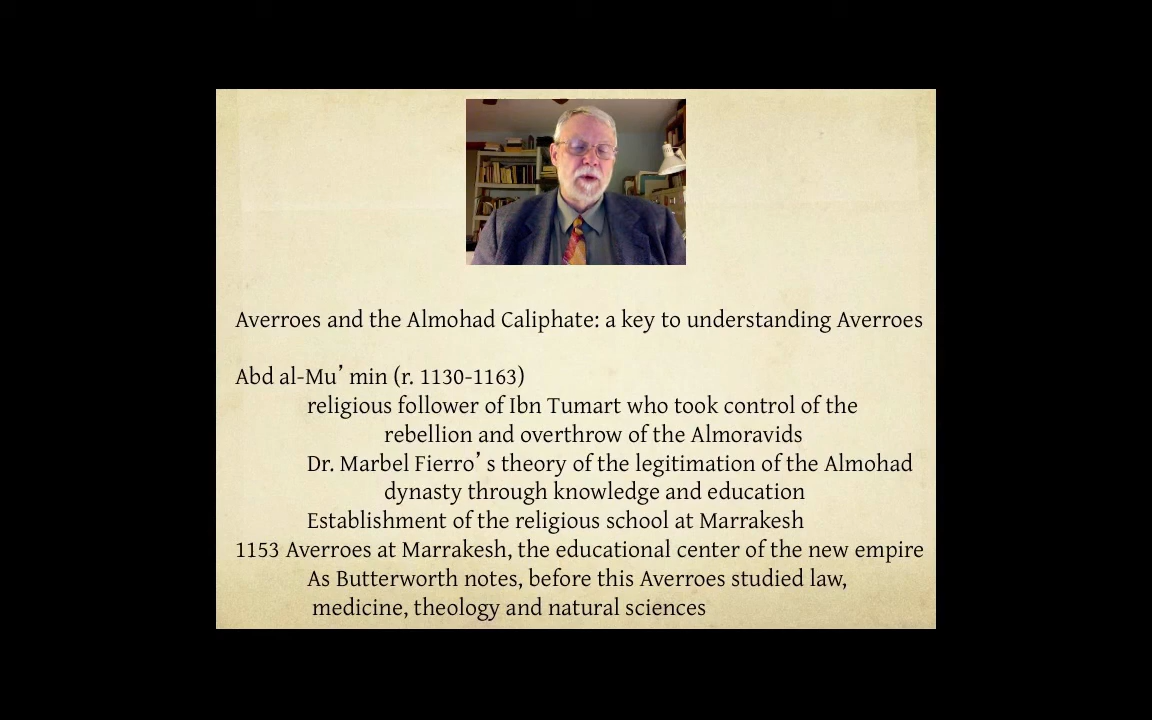 Averroes and the Almohad Caliphate: a key to understanding Averroes
Abd al-Mu’ min (r. 1130-1163)
religious follower of Ibn Tumart who took control of the
rebellion and overthrow of the Almoravids
Dr. Marbel Fierro’ s theory of the legitimation of the Almohad
dynasty through knowledge and education
Establishment of the religious school at Marrakesh
1153 Averroes at Marrakesh, the educational center of the new empire
As Butterworth notes, before this Averroes studied law,
medicine, theology and natural sciences